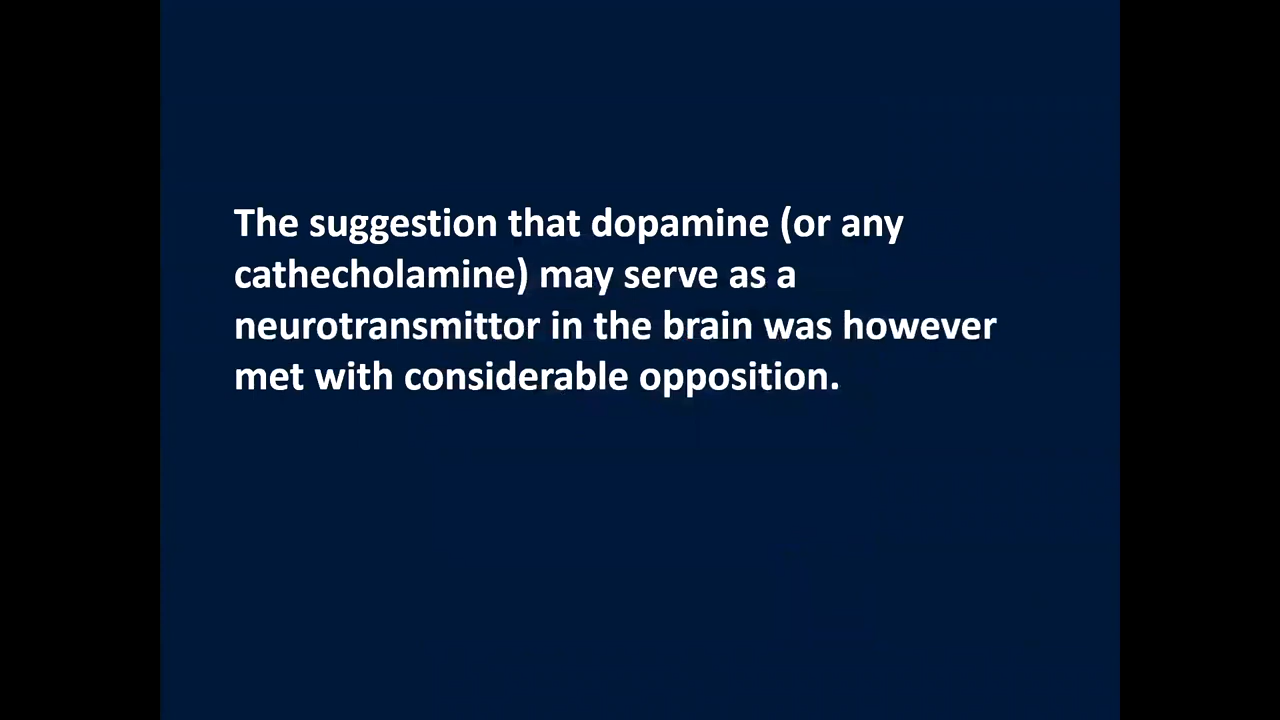 The suggestion that dopamine (or any
cathecholamine) may serve as a
neurotransmittor in the brain was however
met with considerable opposition.